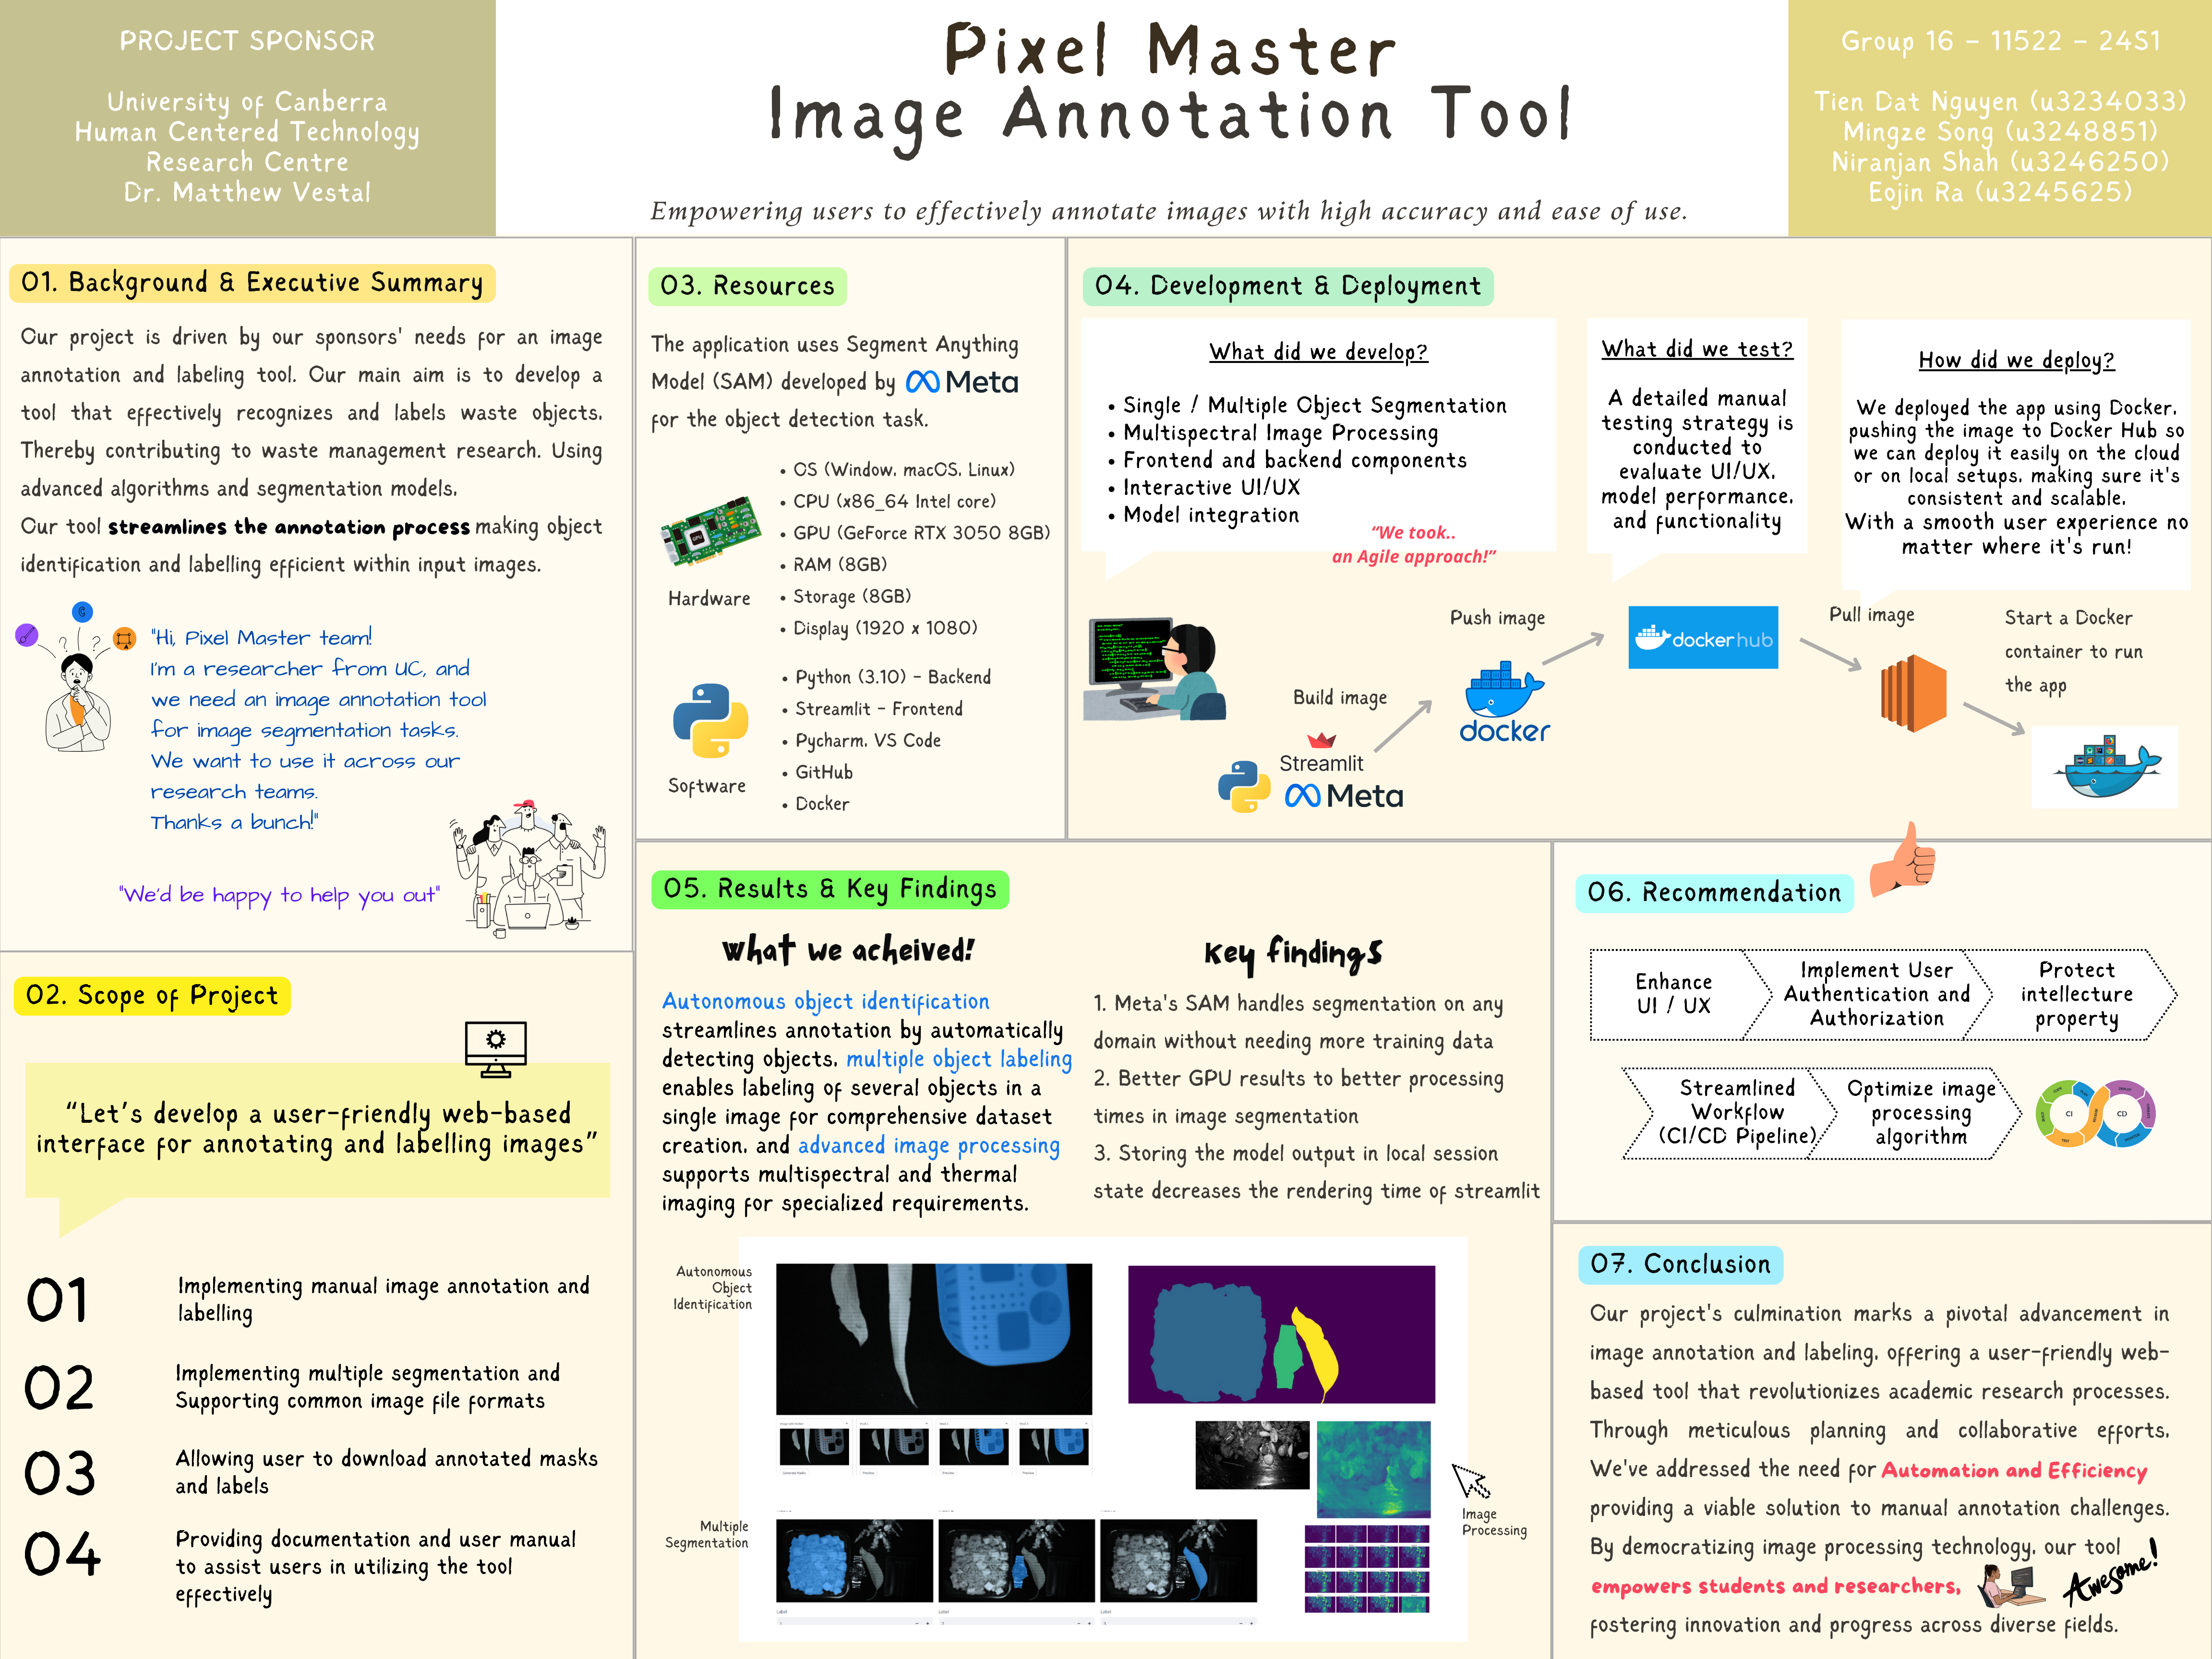 PROJECT SPONSOR
University of Canberra
Human Centered Technology
Research Centre
Dr. Matthew Vestal
Pixel Master
Image Annotation Tool
Empowering users to effectively annotate images with high accuracy and ease of use.
Group 16 - 11522 - 24S1
Tien Dat Nguyen (u3234033)
Mingze Song (u3248851)
Niranjan Shah (u3246250)
Eojin Ra (u3245625)
01. Background & Executive Summary
Our project is driven by our sponsors' needs for an image
annotation and labeling tool. Our main aim is to develop a
tool that effectively recognizes and labels waste objects.
Thereby contributing to waste management research. Using
advanced algorithms and segmentation models.
Our tool streamlines the annotation process making object
identification and labelling efficient within input images.
"Hi, Pixel Master team!
I'm a researcher from UC, and
we need an image annotation tool
for image segmentation tasks.
We want to use it across our
research teams.
Thanks a bunch!"
"We'd be happy to help you out"
02. Scope of Project
“Let’s develop a user-friendly web-based
interface for annotating and labelling images”
01
Implementing manual image annotation and
labelling
02
Implementing multiple segmentation and
Supporting common image file formats
03
Allowing user to download annotated masks
and labels
04
Providing documentation and user manual
to assist users in utilizing the tool
effectively
03. Resources
The application uses Segment Anything
Model (SAM) developed by Meta
for the object detection task.
GPU
Hardware
• OS (Window, macOS, Linux)
• CPU (x86_64 Intel core)
• GPU (GeForce RTX 3050 8GB)
• RAM (8GB)
• Storage (8GB)
• Display (1920 x 1080)
Software
• Python (3.10) - Backend
• Streamlit - Frontend
• Pycharm, VS Code
• GitHub
• Docker
04. Development & Deployment
What did we develop?
• Single / Multiple Object Segmentation
• Multispectral Image Processing
• Frontend and backend components
• Interactive UI/UX
• Model integration
“We took..
an Agile approach!”
What did we test?
A detailed manual
testing strategy is
conducted to
evaluate UI/UX,
model performance,
and functionality
How did we deploy?
We deployed the app using Docker,
pushing the image to Docker Hub so
we can deploy it easily on the cloud
or on local setups, making sure it's
consistent and scalable.
With a smooth user experience no
matter where it's run!
Streamlit
Meta
Build image
docker
Push image
dockerhub
Pull image
Start a Docker
container to run
the app
05. Results & Key Findings
What we acheived!
Autonomous object identification
streamlines annotation by automatically
detecting objects, multiple object labeling
enables labeling of several objects in a
single image for comprehensive dataset
creation, and advanced image processing
supports multispectral and thermal
imaging for specialized requirements.
Key findings
1. Meta's SAM handles segmentation on any
domain without needing more training data
2. Better GPU results to better processing
times in image segmentation
3. Storing the model output in local session
state decreases the rendering time of streamlit
Autonomous
Object
Identification
Multiple
Segmentation
Label
Label
Label
Image
Processing
06. Recommendation
Enhance
UI / UX
Implement User
Authentication and
Authorization
Protect
intellecture
property
Streamlined
Workflow
(CI/CD Pipeline)
Optimize image
processing
algorithm
CI
CD
07. Conclusion
Our project's culmination marks a pivotal advancement in
image annotation and labeling, offering a user-friendly web-
based tool that revolutionizes academic research processes.
Through meticulous planning and collaborative efforts,
We've addressed the need for Automation and Efficiency
providing a viable solution to manual annotation challenges.
By democratizing image processing technology, our tool
empowers students and researchers,
Awesome!
fostering innovation and progress across diverse fields.